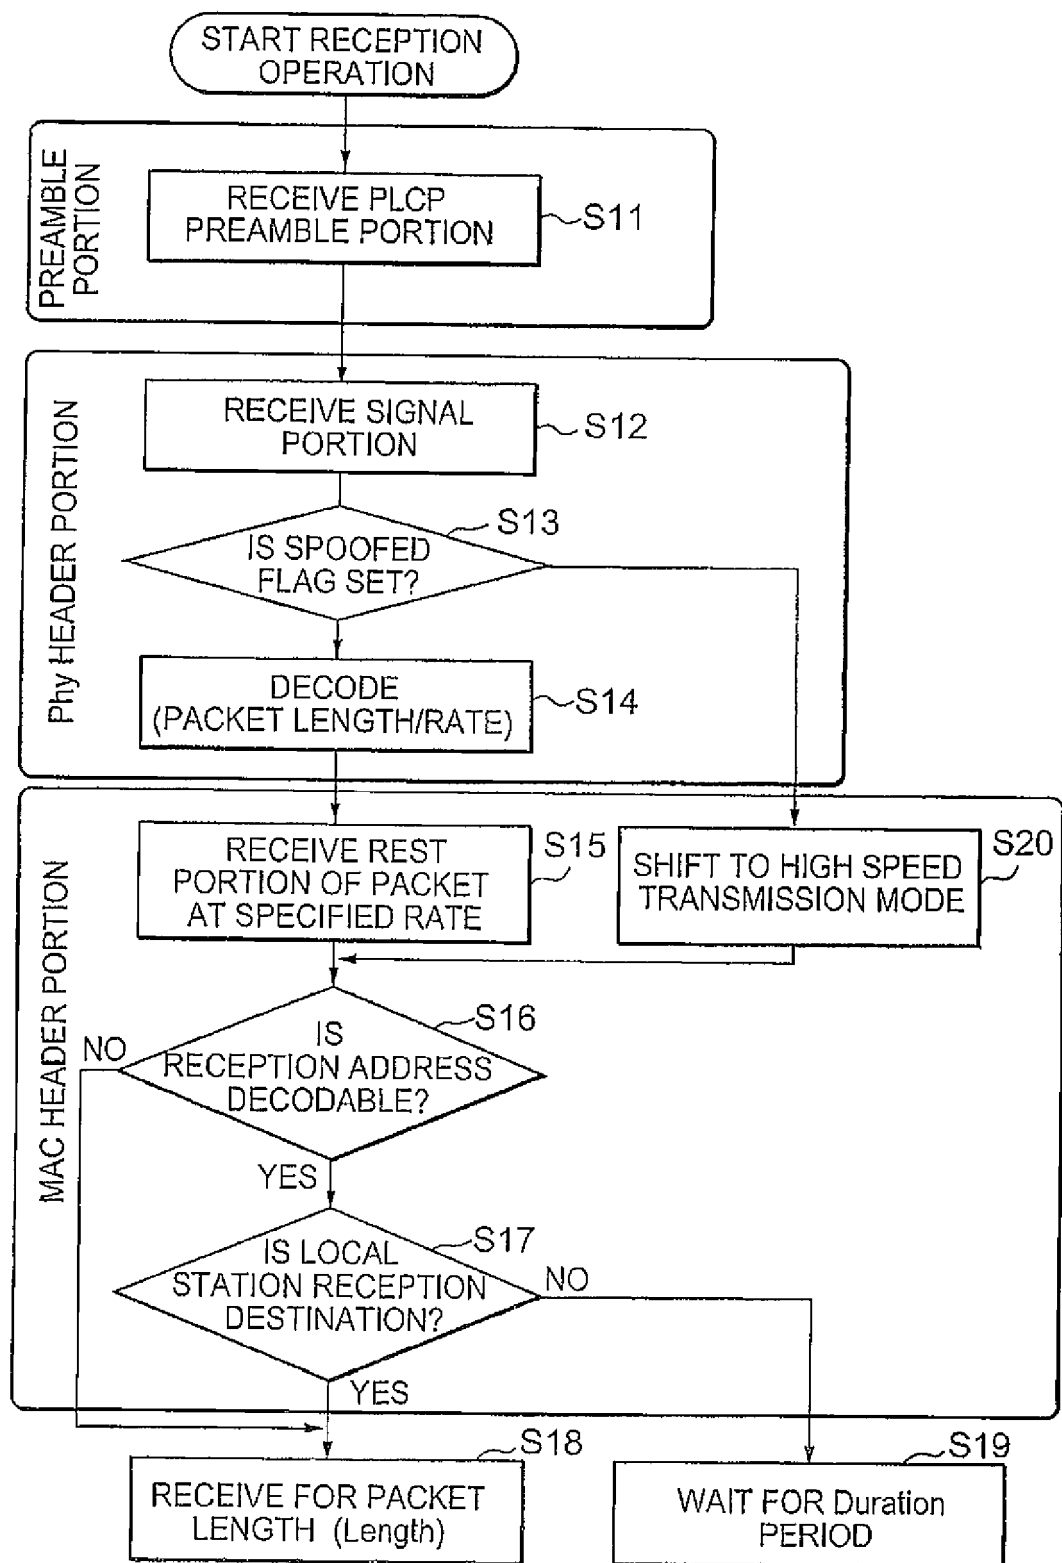 START RECEPTION
OPERATION
PREAMBLE
PORTION
RECEIVE PLCP
PREAMBLE PORTION
S11
Phy HEADER PORTION
RECEIVE SIGNAL
PORTION
S12
S13
IS SPOOFED
FLAG SET?
DECODE
(PACKET LENGTH/RATE)
S14
MAC HEADER PORTION
RECEIVE REST
PORTION OF PACKET
AT SPECIFIED RATE
S15
SHIFT TO HIGH SPEED
TRANSMISSION MODE
S20
S16
NO
IS
RECEPTION ADDRESS
DECODABLE?
YES
S17
IS LOCAL
STATION RECEPTION
DESTINATION?
NO
YES
S18
RECEIVE FOR PACKET
LENGTH (Length)
S19
WAIT FOR Duration
PERIOD